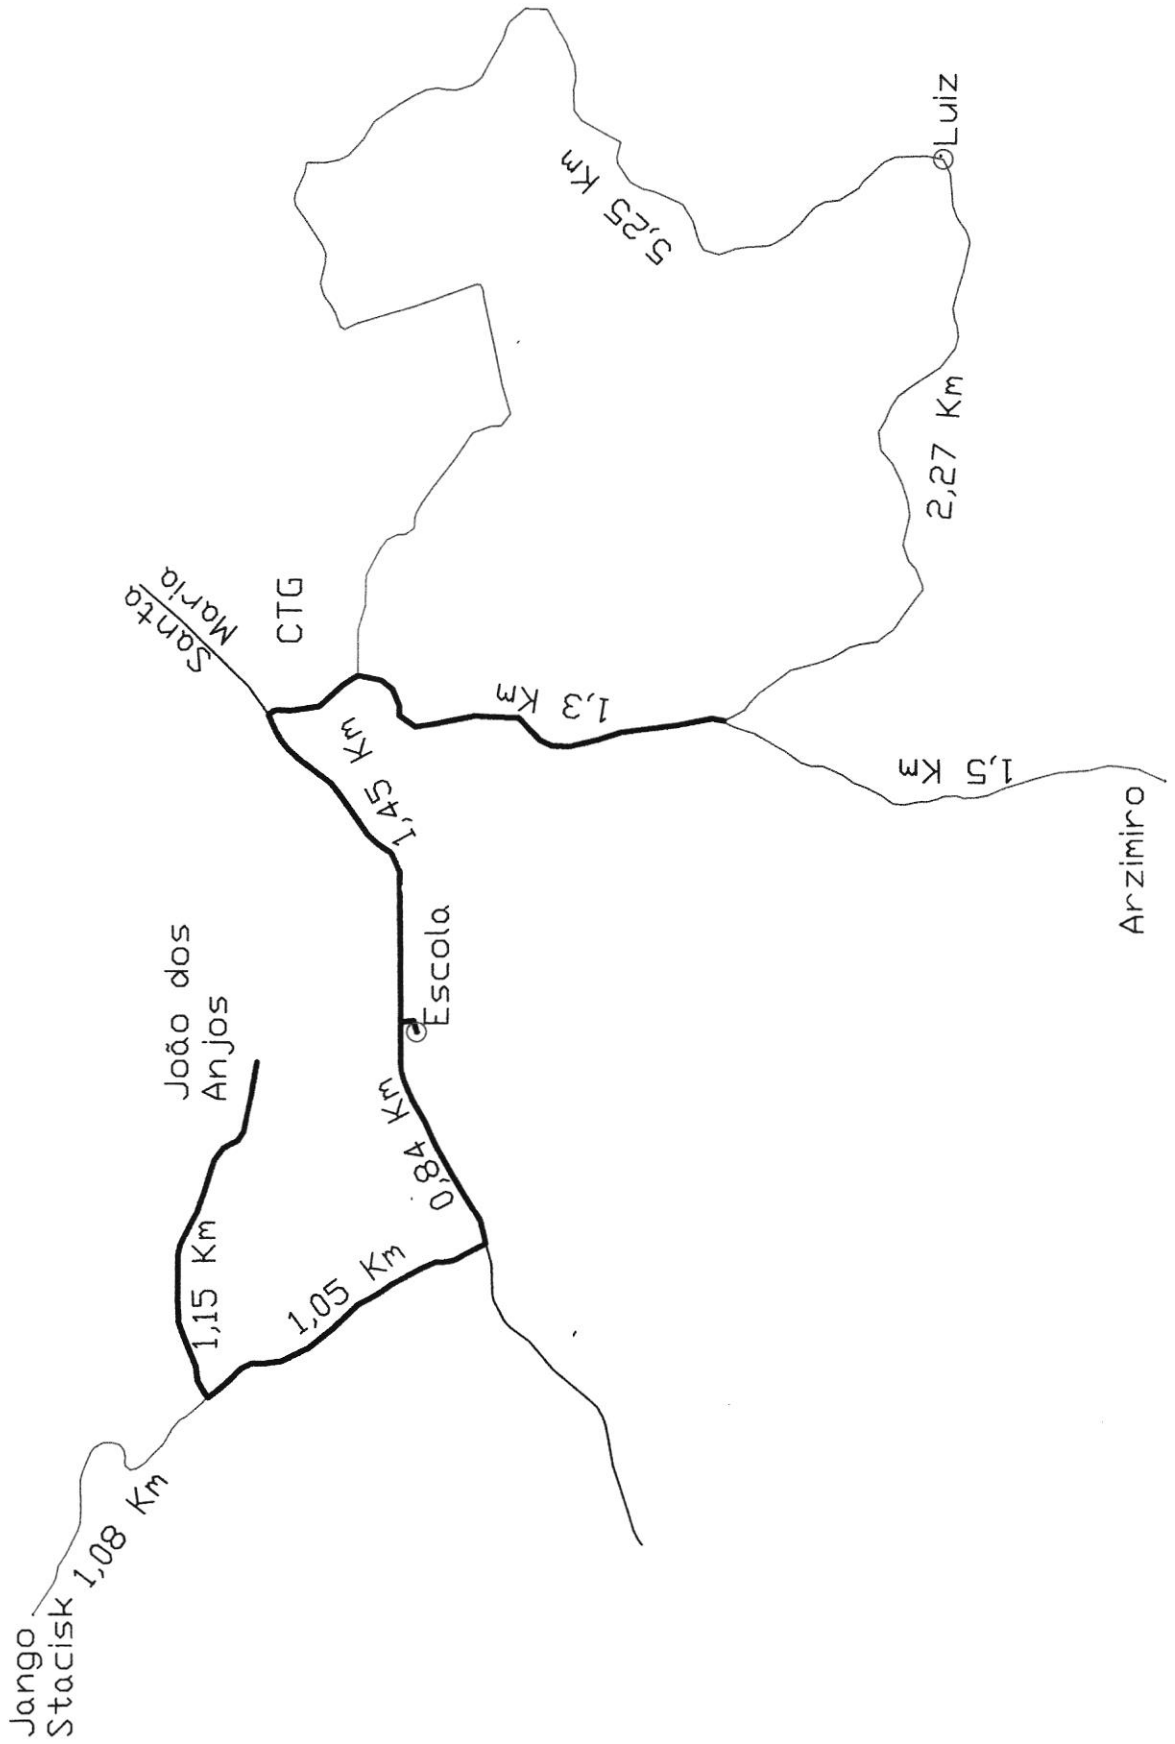 Jango
Stacisk
1,08 Km
1,15 Km
João dos
Anjos
1,05 Km
0,84 Km
Escola
1,45 Km
Santa
Maria
CTG
1,3 Km
1,5 Km
Arzimiro
2,27 Km
5,25 Km
Luiz